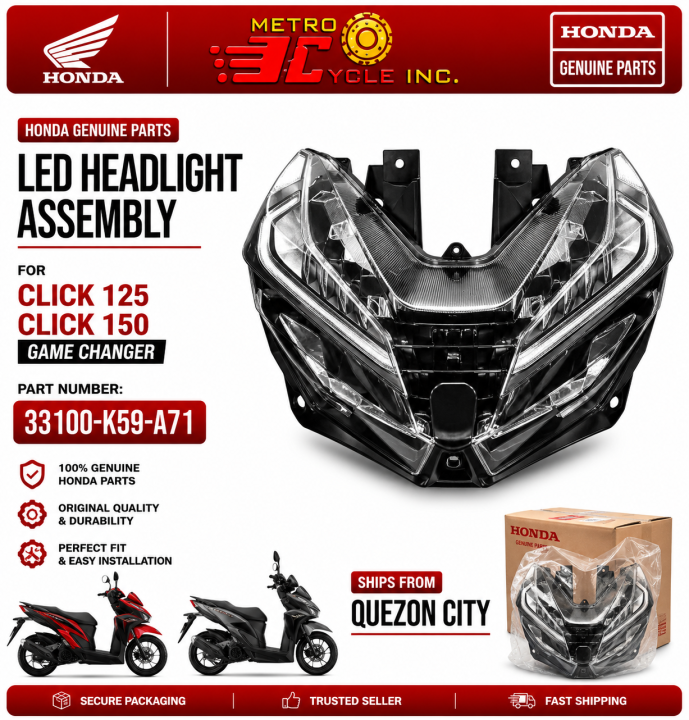 HONDA
METRO
3CYCLE INC.
HONDA
GENUINE PARTS
HONDA GENUINE PARTS
LED HEADLIGHT
ASSEMBLY
FOR
CLICK 125
CLICK 150
GAME CHANGER
PART NUMBER:
33100-K59-A71
100% GENUINE
HONDA PARTS
ORIGINAL QUALITY
& DURABILITY
PERFECT FIT
& EASY INSTALLATION
SHIPS FROM
QUEZON CITY
HONDA
GENUINE PARTS
SECURE PACKAGING
TRUSTED SELLER
FAST SHIPPING